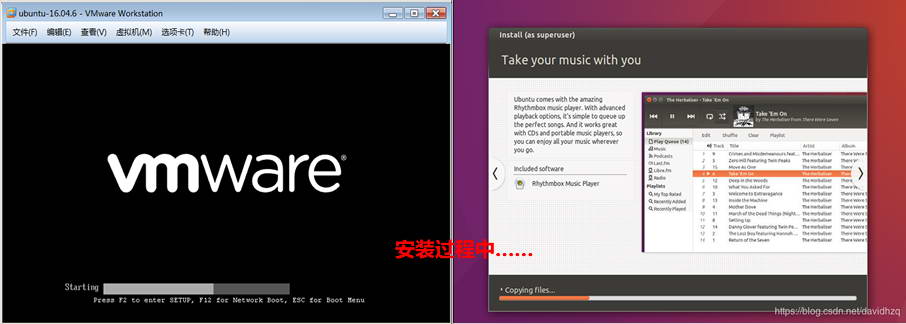 ubuntu-16.04.6 - VMware Workstation
文件(F) 编辑(E) 查看(V) 虚拟机(M) 选项卡(T) 帮助(H)
vmware®
Starting
Press F2 to enter SETUP, F12 for Network Boot, ESC for Boot Menu
安装过程中......
Install (as superuser)
Take your music with you
Ubuntu comes with the amazing
Rhythmbox music player. With advanced
playback options, it's simple to queue up
the perfect songs. And it works great
with CDs and portable music players, so
you can enjoy all your music wherever
you go.
Included software
Rhythmbox Music Player
The Herbaliser - Take 'Em On
Take 'Em On
by The Herbaliser from There Were Seven
Library
Play Queue (16)
Music
Podcasts
Last.fm
Libre.fm
Radio
Playlists
My Top Rated
Recently Added
Recently Played
Edit Shuffle Clear Playlist
Track Title Artist Album
1 9 Crimes and Misdemeanours feat... The Herbaliser There Were
2 5 Zero Hill featuring Twin Peaks The Herbaliser There Were
3 15 Move As One The Herbaliser There Were
Take 'Em On The Herbaliser There Were
5 12 Deep in the Woods The Herbaliser There Were
6 10 What You Asked For The Herbaliser There Were
7 3 Welcome to Extravagance The Herbaliser There Were
8 13 Inside the Machine The Herbaliser There Were
9 4 Mother Dove The Herbaliser There Were
10 11 March of the Dead Things (Night... The Herbaliser There Were
11 8 Setting Up The Herbaliser There Were
12 14 Danny Glover featuring Twin Pe... The Herbaliser There Were
13 2 The Lost Boy featuring Hannah ... The Herbaliser There Were
14 1 Return of the Seven The Herbaliser There Were
Copying files...
https://blog.csdn.net/davidhzq